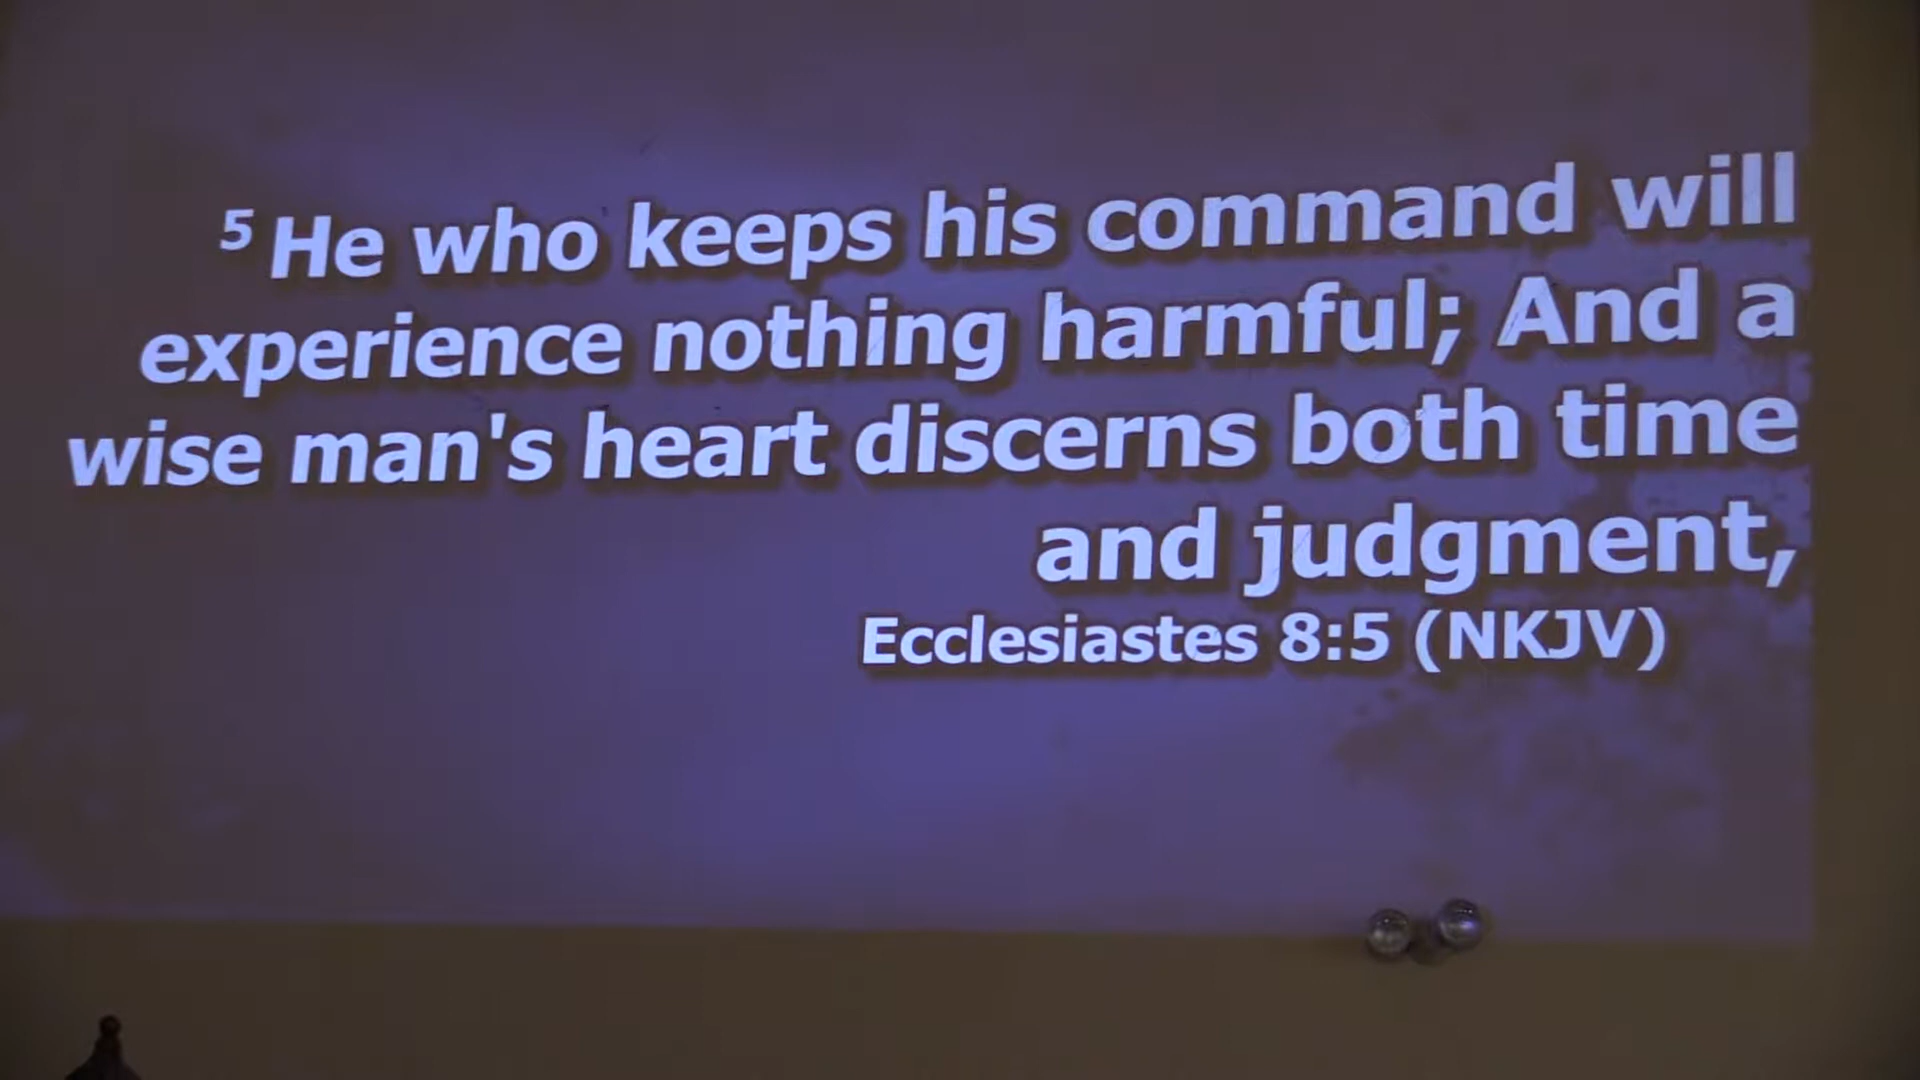 5 He who keeps his command will
experience nothing harmful; And a
wise man's heart discerns both time
and judgment,
Ecclesiastes 8:5 (NKJV)